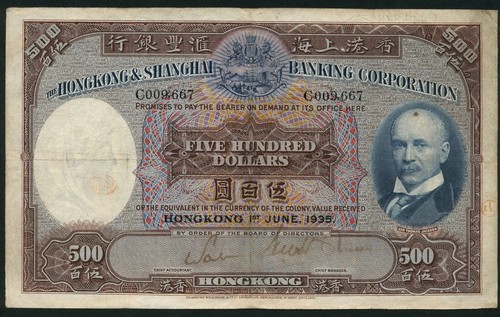 500 行銀豐滙 海上港香 500
百伍 百伍
THE HONGKONG & SHANGHAI BANKING CORPORATION
C009,667 C009,667
PROMISES TO PAY THE BEARER ON DEMAND AT ITS OFFICE HERE
FIVE HUNDRED
DOLLARS
圓百伍
OR THE EQUIVALENT IN THE CURRENCY OF THE COLONY, VALUE RECEIVED
HONGKONG 1ST JUNE, 1935.
BY ORDER OF THE BOARD OF DIRECTORS
500 500
百伍 百伍
CHIEF ACCOUNTANT. CHIEF MANAGER.
港香 HONGKONG 港香